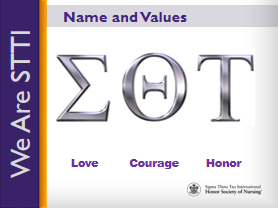 We Are STTI
Name and Values
ΣΘΤ
Love Courage Honor
Sigma Theta Tau International
Honor Society of Nursing